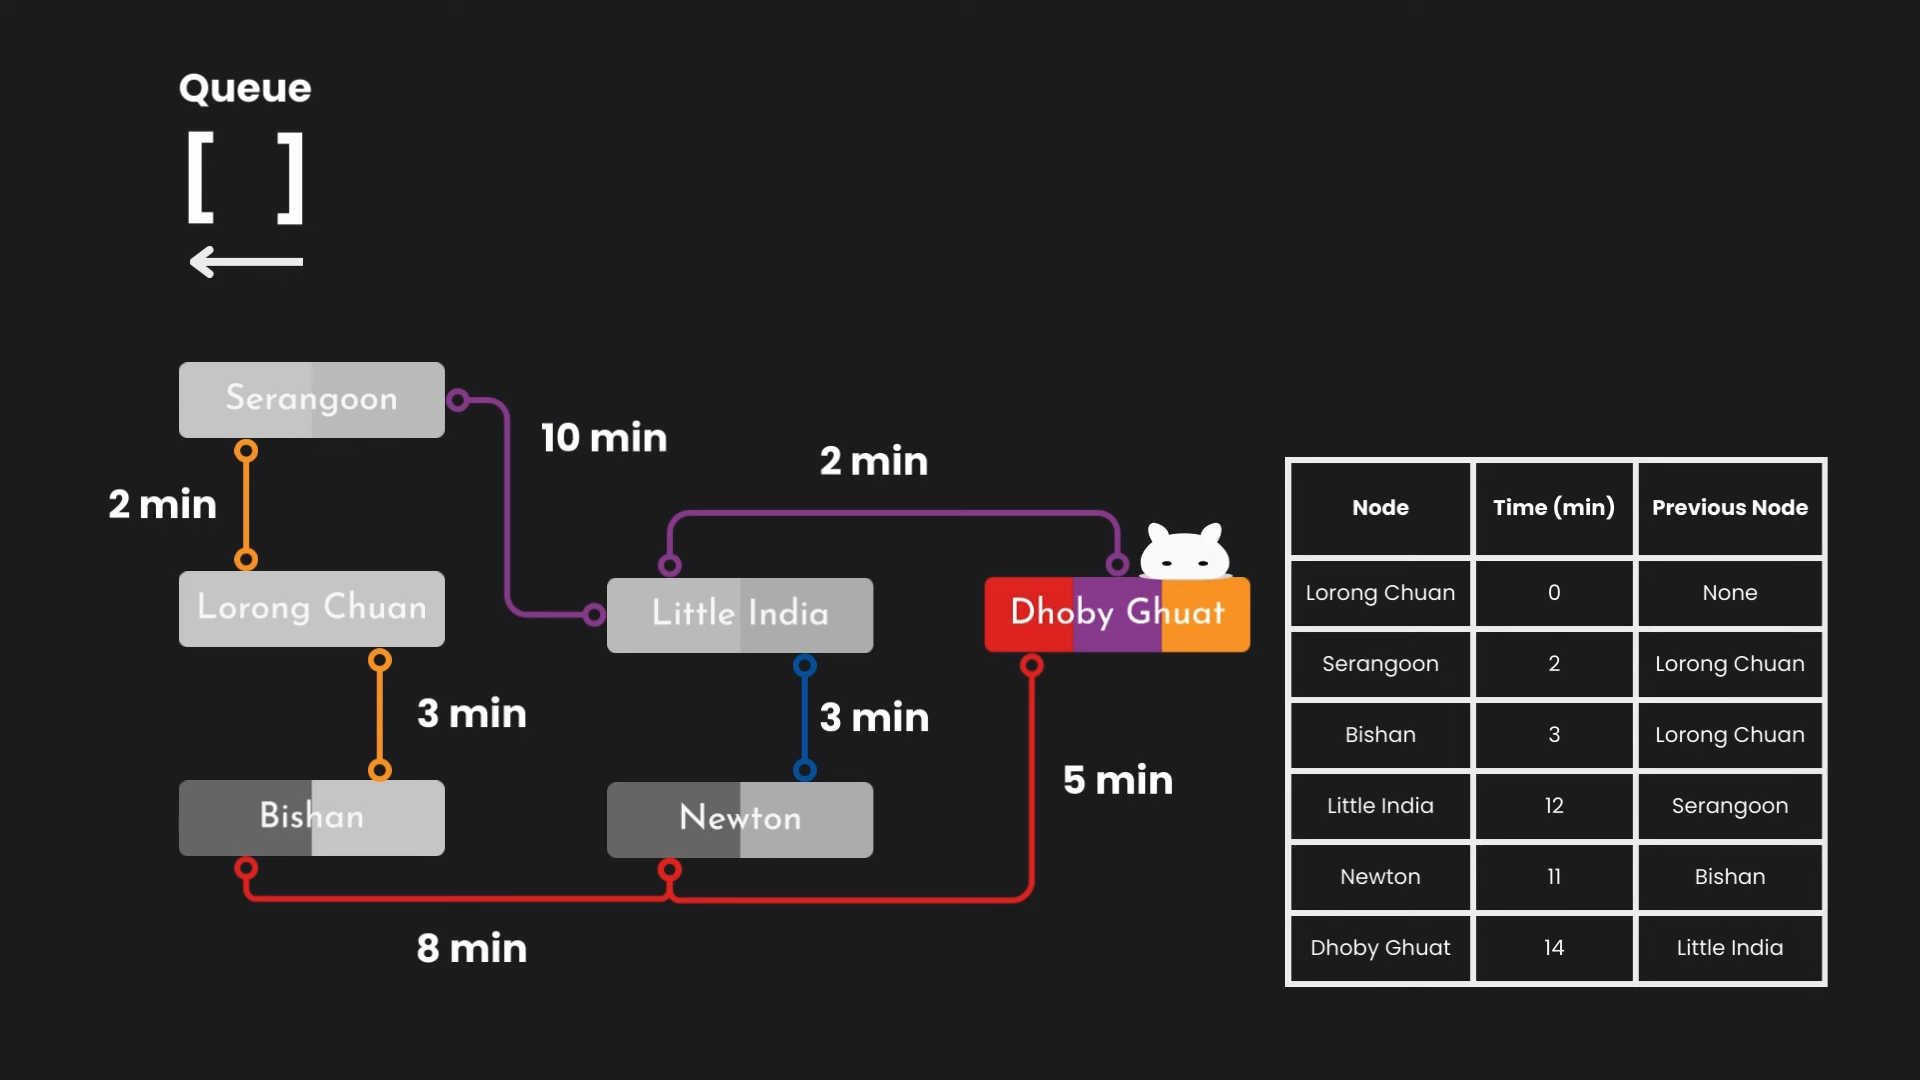 Queue
[ ]
Serangoon
10 min
2 min
2 min
Lorong Chuan
Little India
Dhoby Ghuat
3 min
3 min
5 min
Bishan
Newton
8 min
Node Time (min) Previous Node
Lorong Chuan 0 None
Serangoon 2 Lorong Chuan
Bishan 3 Lorong Chuan
Little India 12 Serangoon
Newton 11 Bishan
Dhoby Ghuat 14 Little India